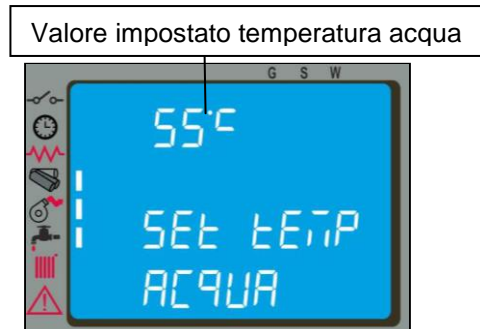 Valore impostato temperatura acqua
G S W
55°C
SEt tEmP
ACqUA